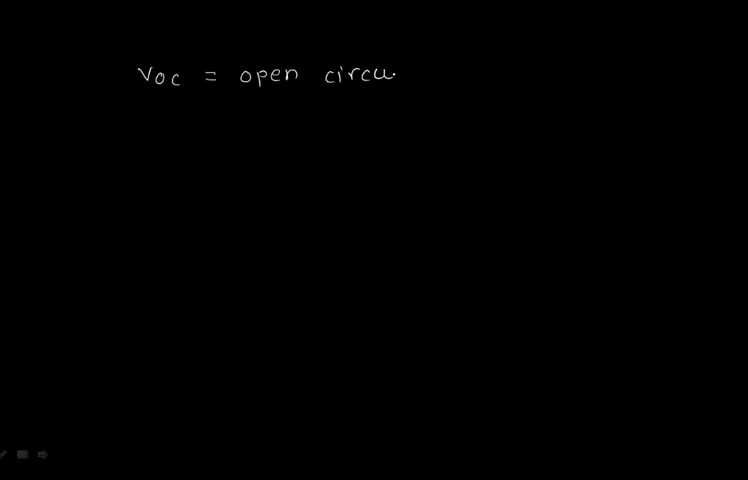 Voc = open circu